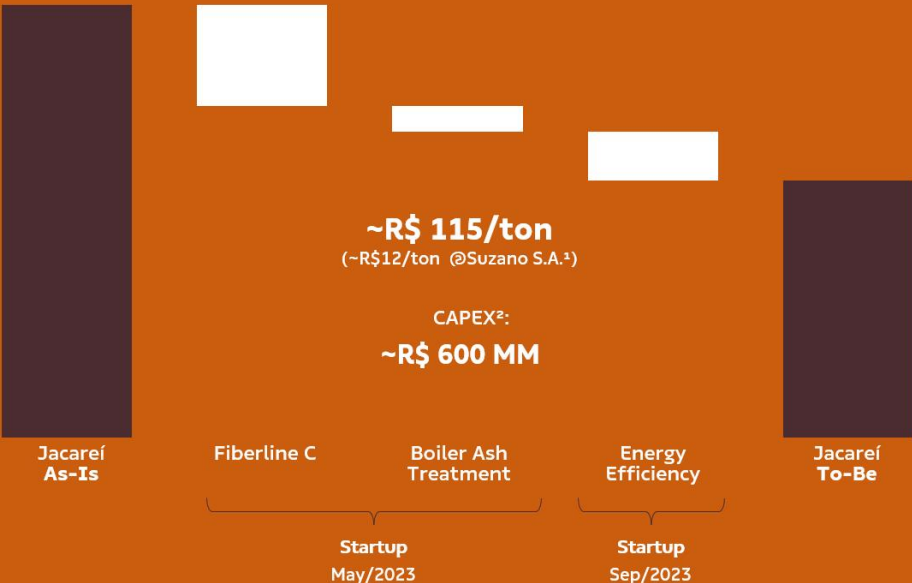 ~R$ 115/ton
(~R$12/ton @Suzano S.A.¹)
CAPEX²:
~R$ 600 MM
Jacareí
As-Is
Fiberline C
Boiler Ash
Treatment
Energy
Efficiency
Jacareí
To-Be
Startup
May/2023
Startup
Sep/2023